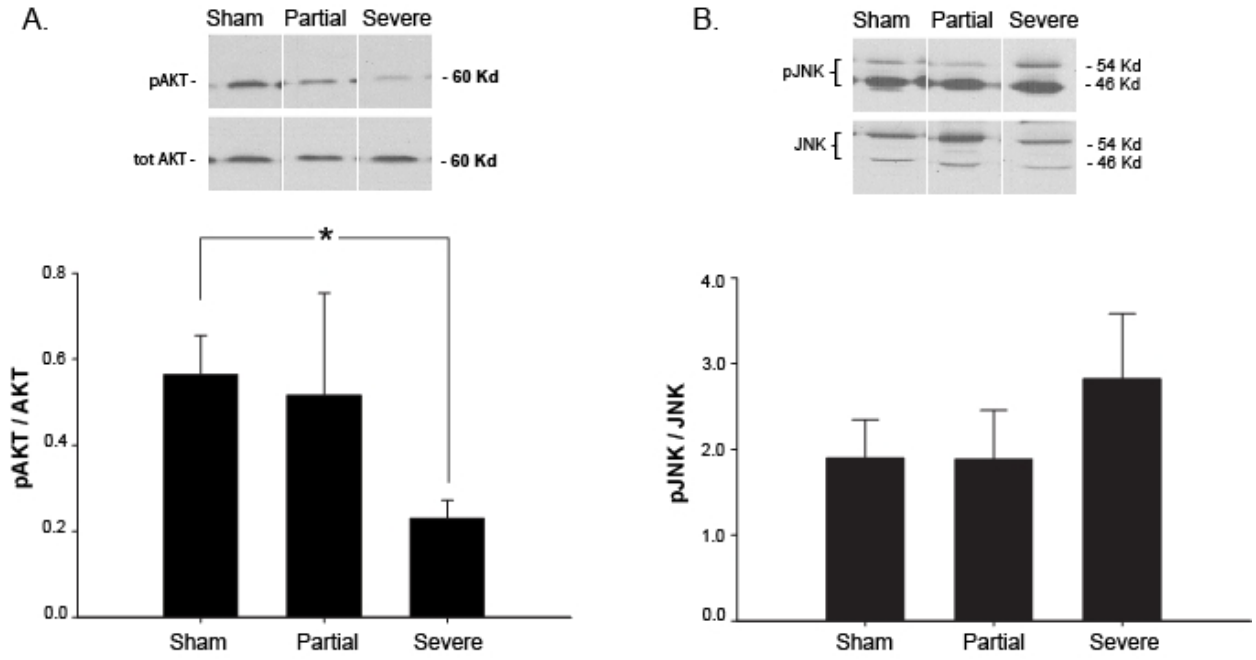 A.
Sham Partial Severe
pAKT - - 60 Kd
tot AKT - - 60 Kd
*
0.8
0.6
0.4
0.2
0.0
pAKT / AKT
Sham Partial Severe
B.
Sham Partial Severe
pJNK - 54 Kd
- 46 Kd
JNK - 54 Kd
- 46 Kd
4.0
3.0
2.0
1.0
0.0
pJNK / JNK
Sham Partial Severe